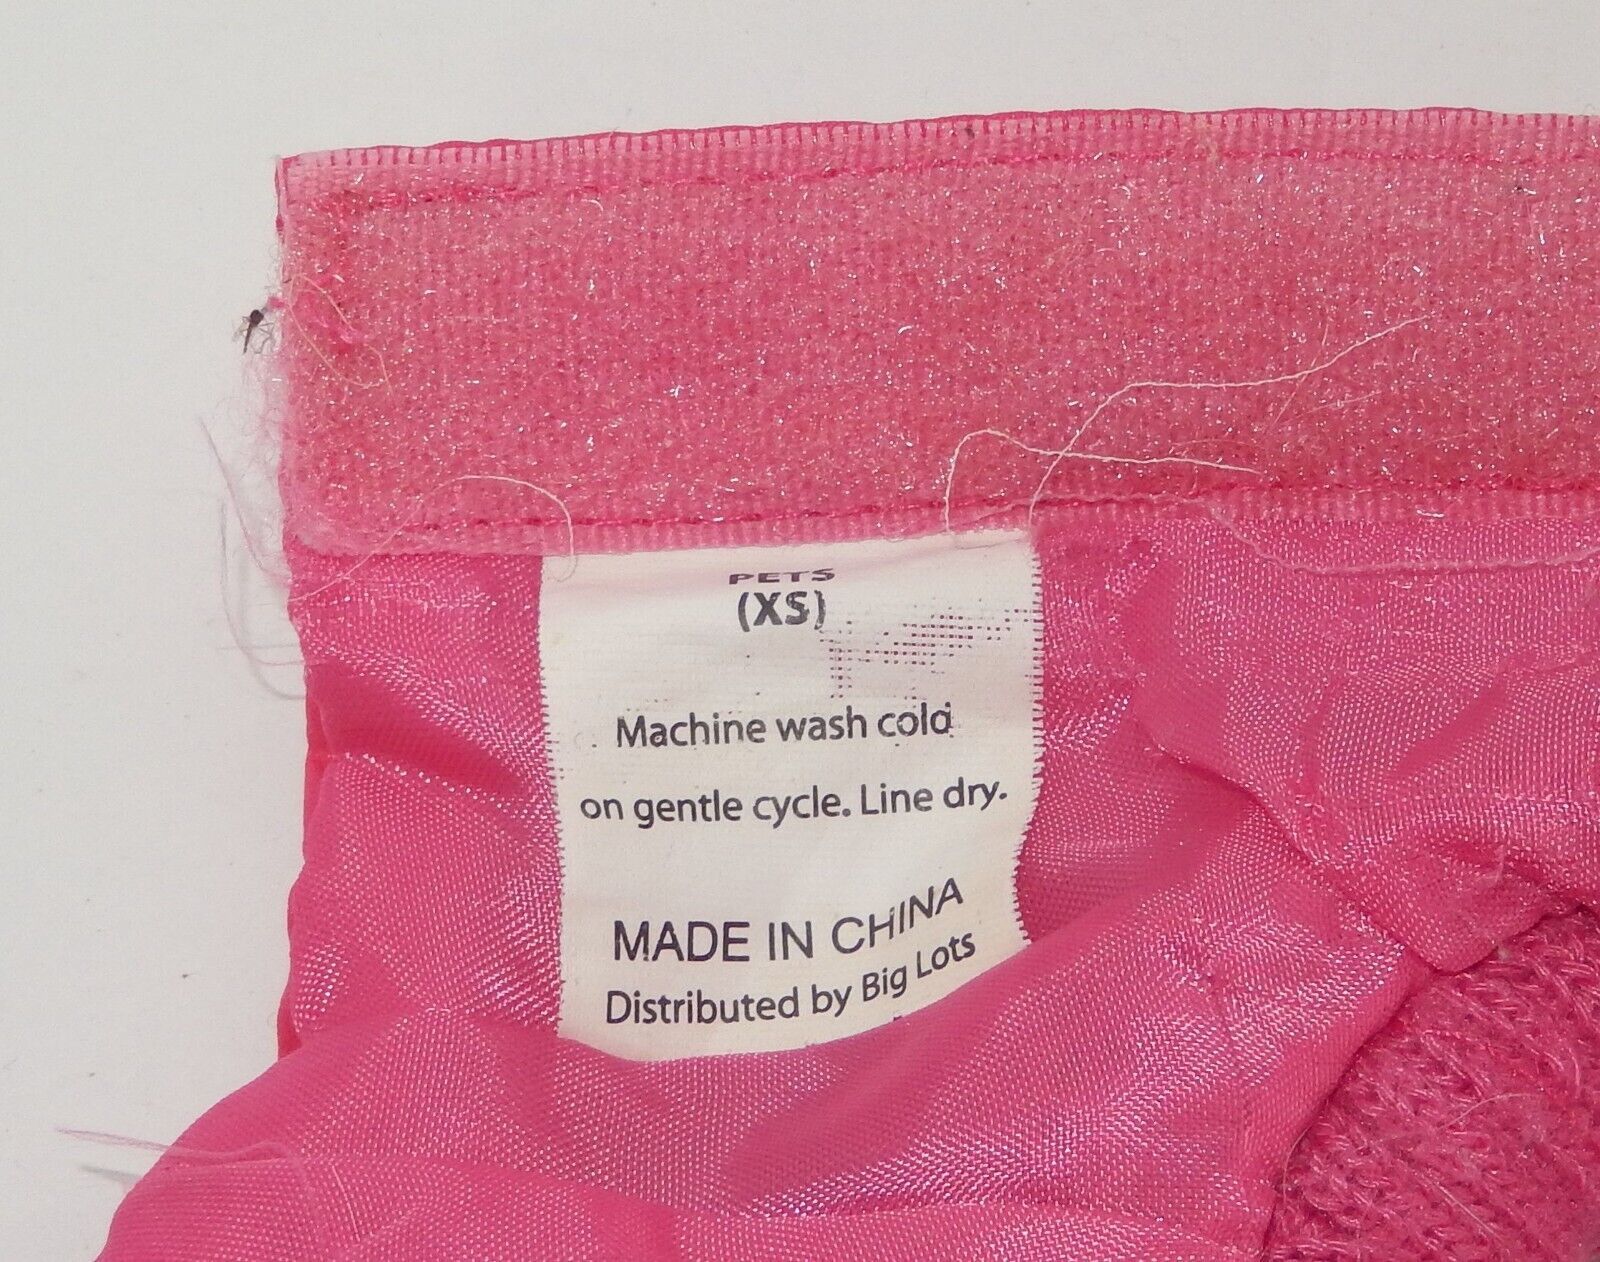 PETS
(XS)
Machine wash cold
on gentle cycle. Line dry.
MADE IN CHINA
Distributed by Big Lots